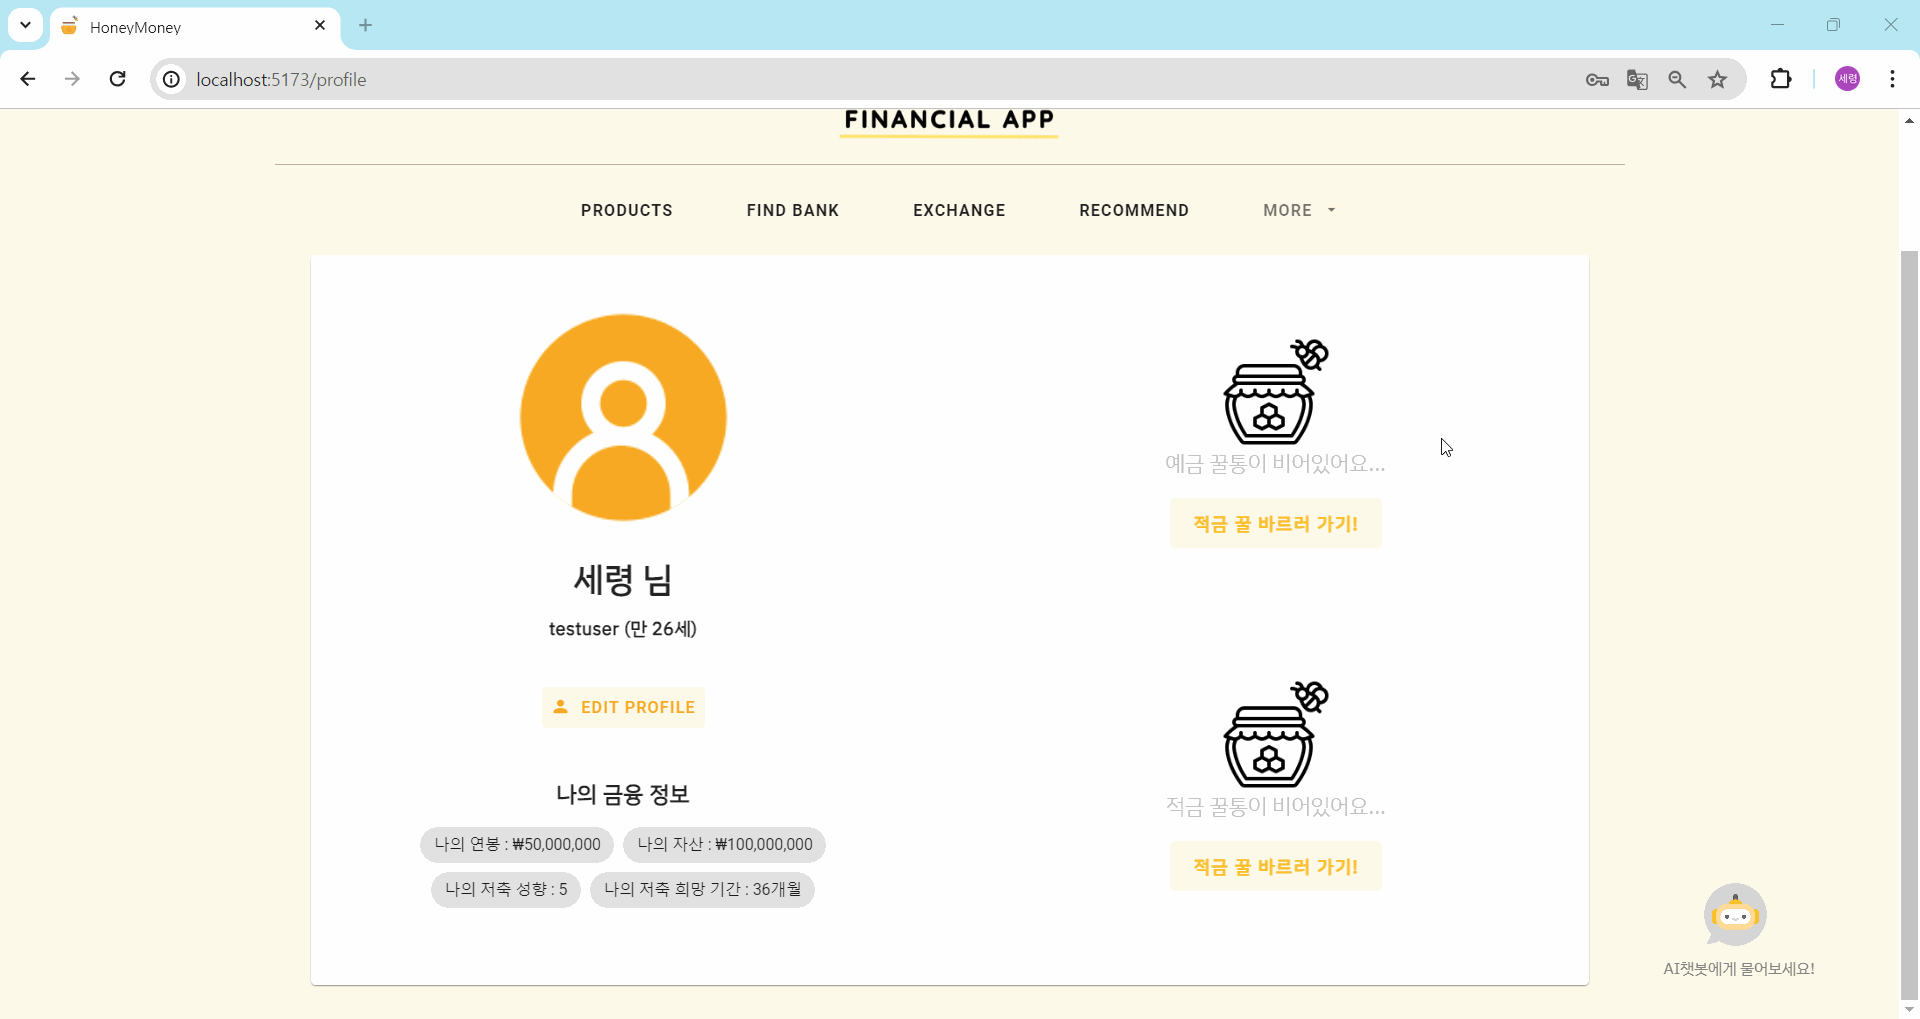 HoneyMoney
localhost:5173/profile
세령
FINANCIAL APP
PRODUCTS FIND BANK EXCHANGE RECOMMEND MORE
세령 님
testuser (만 26세)
EDIT PROFILE
나의 금융 정보
나의 연봉 : ₩50,000,000 나의 자산 : ₩100,000,000
나의 저축 성향 : 5 나의 저축 희망 기간 : 36개월
예금 꿀통이 비어있어요...
적금 꿀 바르러 가기!
적금 꿀통이 비어있어요...
적금 꿀 바르러 가기!
AI챗봇에게 물어보세요!